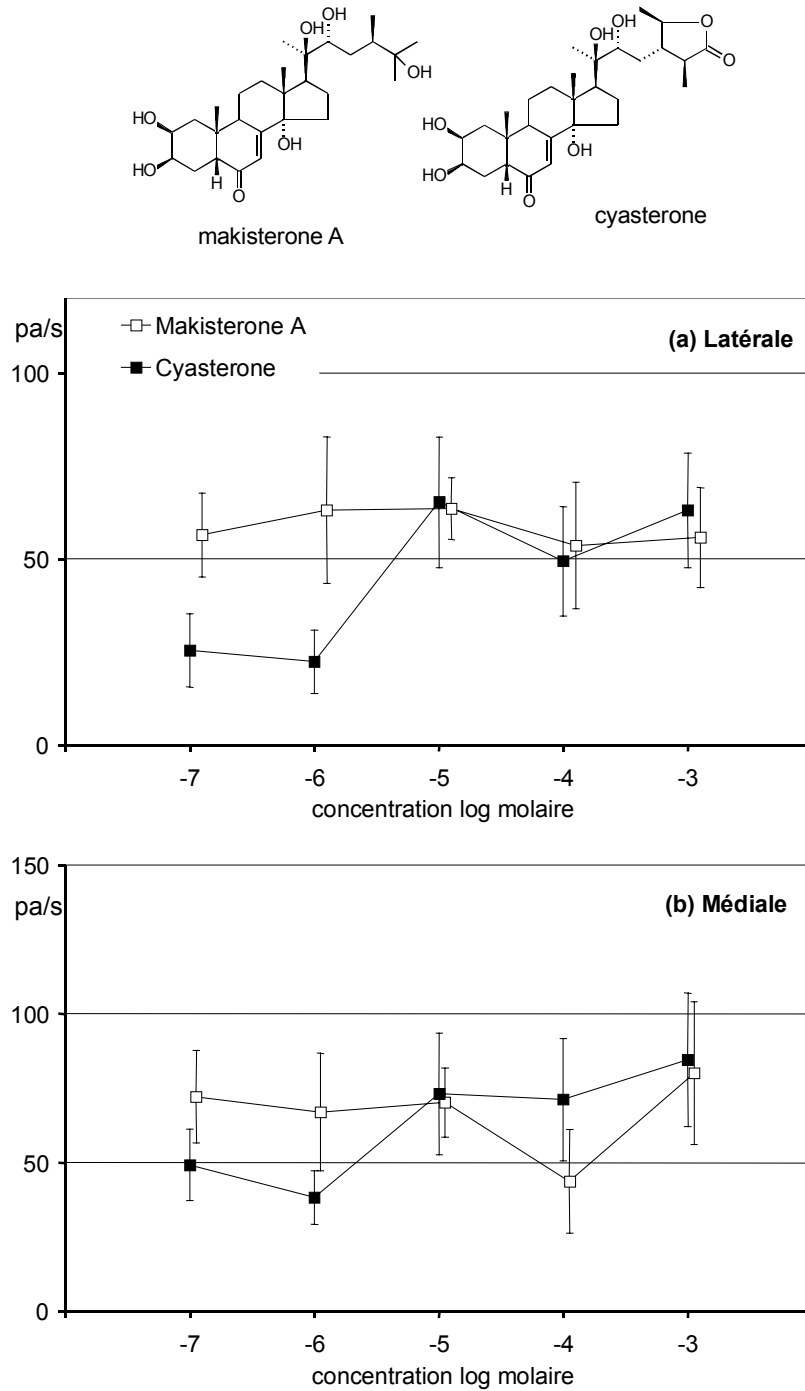 OH
OH
OH
HO
HO
OH
H
O
makisterone A
OH
OH
O
O
HO
HO
OH
H
O
cyasterone
pa/s
Makisterone A
Cyasterone
(a) Latérale
100
50
0
-7 -6 -5 -4 -3
concentration log molaire
150
pa/s
(b) Médiale
100
50
0
-7 -6 -5 -4 -3
concentration log molaire